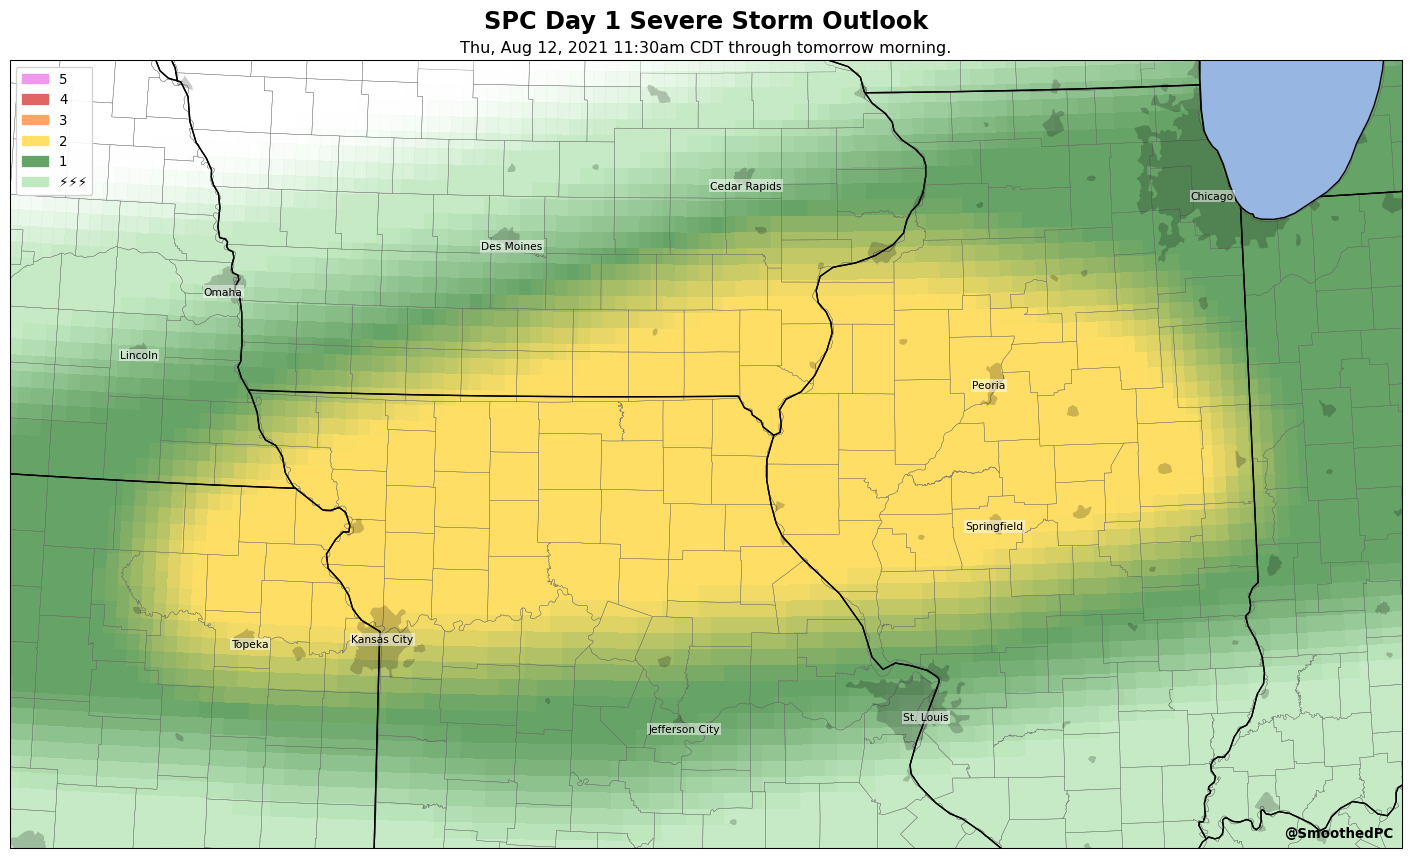 SPC Day 1 Severe Storm Outlook
Thu, Aug 12, 2021 11:30am CDT through tomorrow morning.
5
4
3
2
1
⚡⚡⚡
Cedar Rapids
Chicago
Des Moines
Omaha
Lincoln
Peoria
Springfield
Kansas City
Topeka
St. Louis
Jefferson City
@SmoothedPC